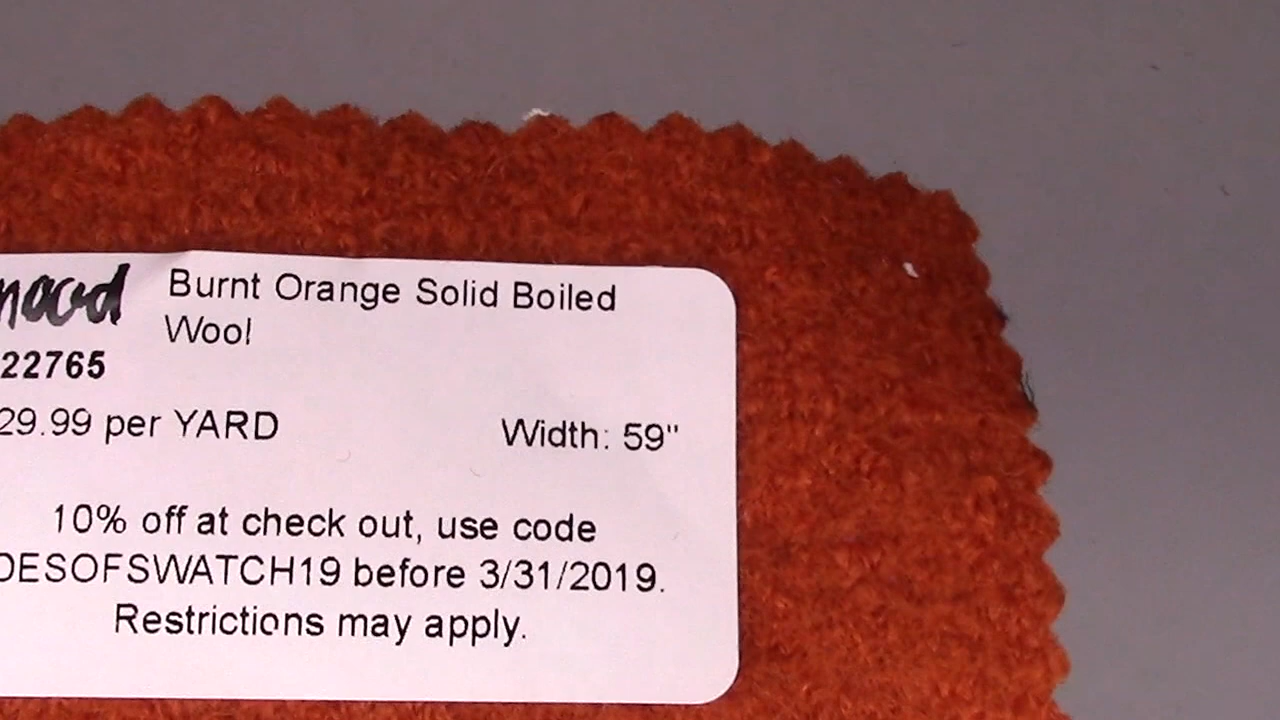 mood Burnt Orange Solid Boiled
Wool
22765
29.99 per YARD Width: 59"
10% off at check out, use code
DESOFSWATCH19 before 3/31/2019.
Restrictions may apply.